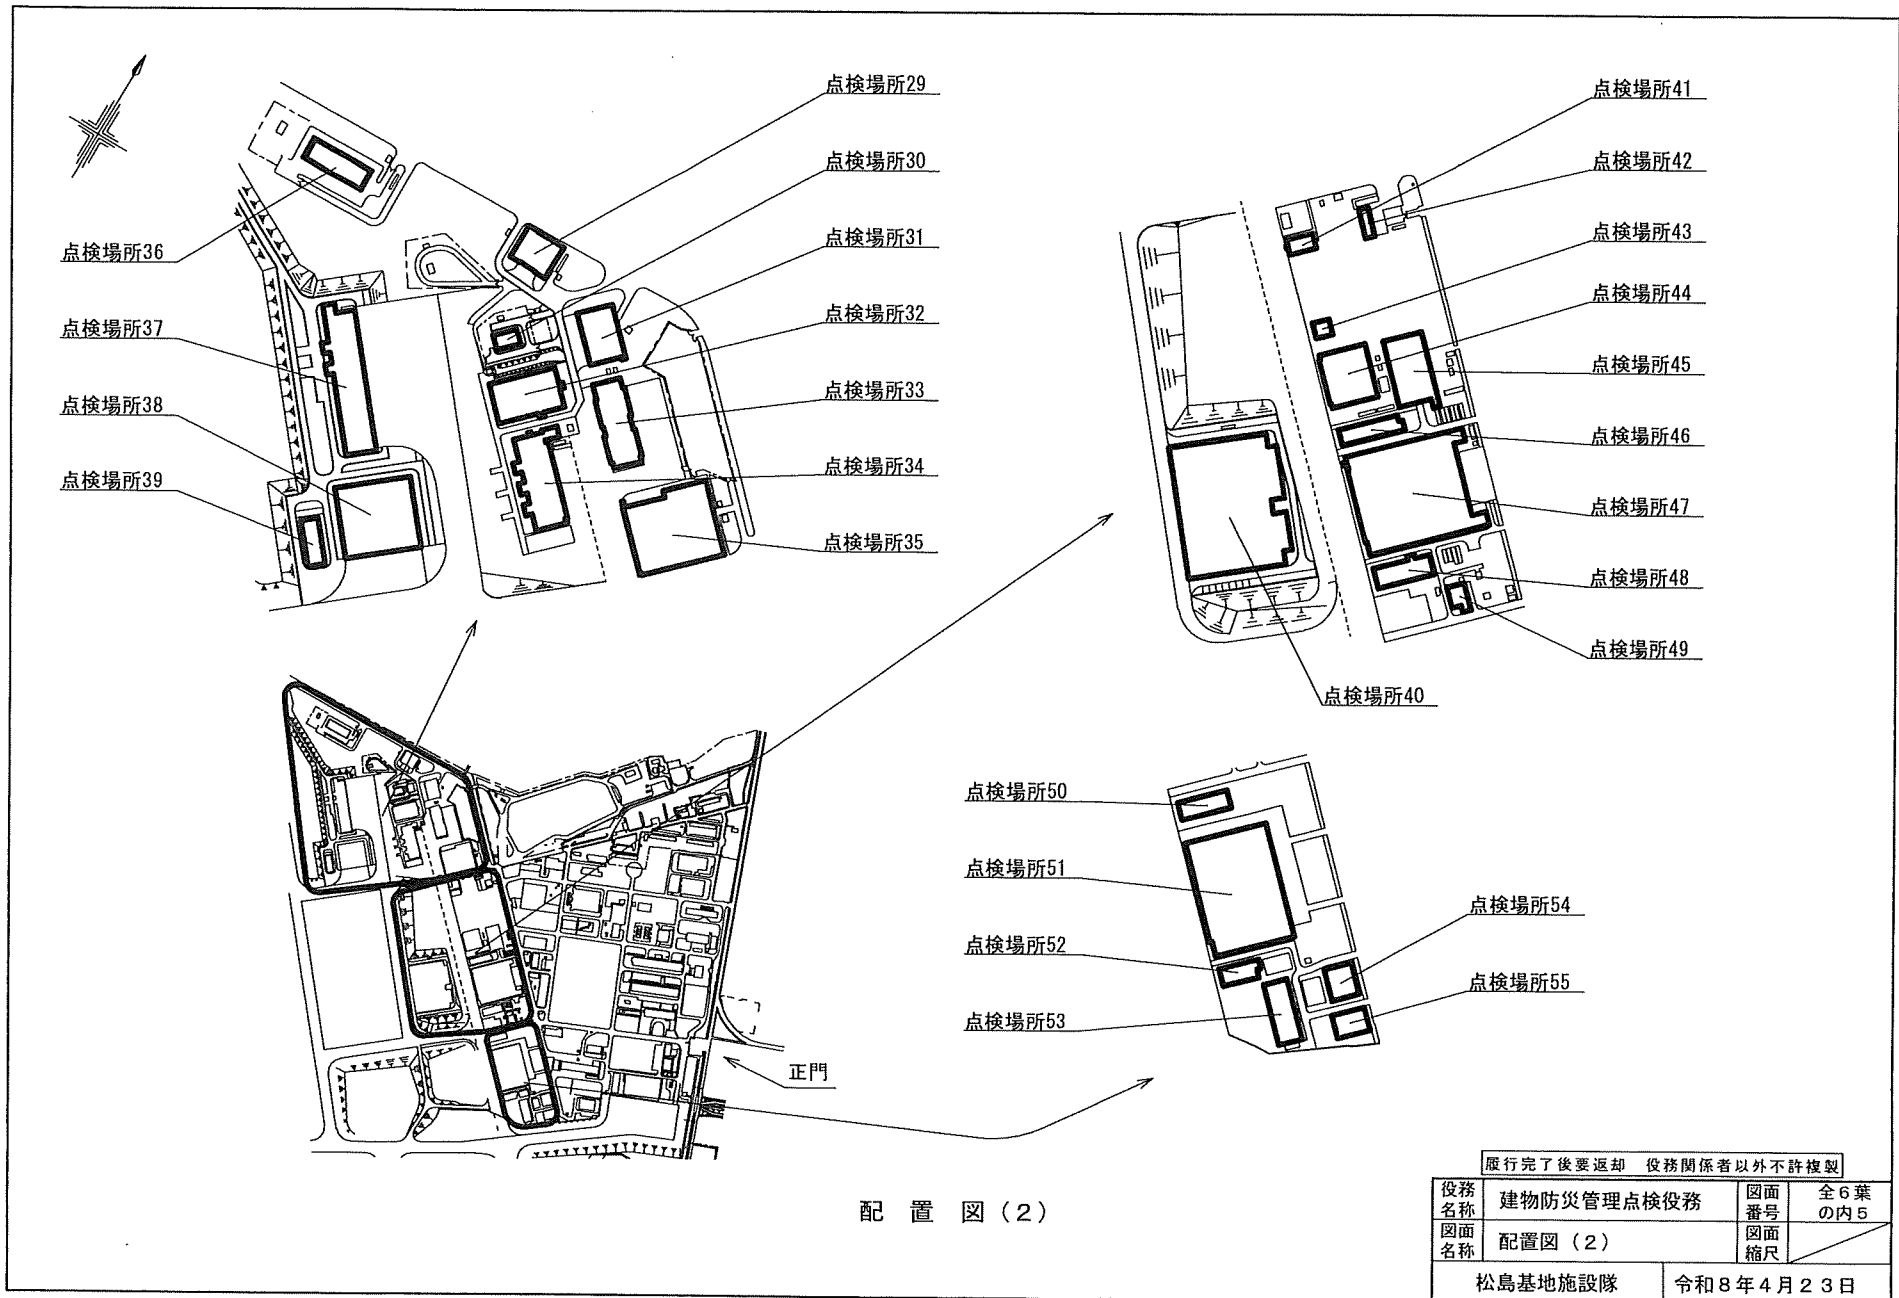 点検場所29
点検場所30
点検場所31
点検場所32
点検場所33
点検場所34
点検場所35
点検場所36
点検場所37
点検場所38
点検場所39
点検場所41
点検場所42
点検場所43
点検場所44
点検場所45
点検場所46
点検場所47
点検場所48
点検場所49
点検場所40
点検場所50
点検場所51
点検場所52
点検場所53
点検場所54
点検場所55
正門
配 置 図（2）
履行完了後要返却 役務関係者以外不許複製
役務名称 建物防災管理点検役務 図面番号 全6葉の内5
図面名称 配置図（2） 図面縮尺
松島基地施設隊 令和8年4月23日